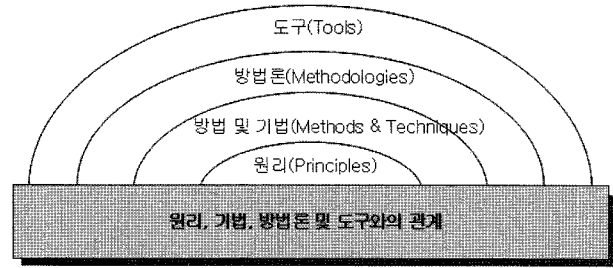 도구(Tools)
방법론(Methodologies)
방법 및 기법(Methods & Techniques)
원리(Principles)
원리, 기법, 방법론 및 도구와의 관계